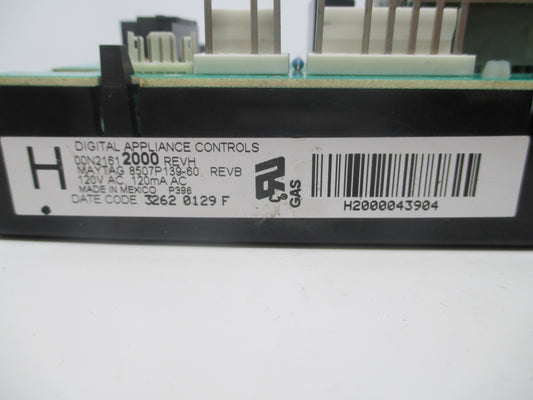 H
DIGITAL APPLIANCE CONTROLS
00N2161 2000 REVH
MAYTAG 8507P139-60. REVB
120V AC 120mA AC
MADE IN MEXICO P396
DATE CODE 3262 0129 F
GAS
H2000043904